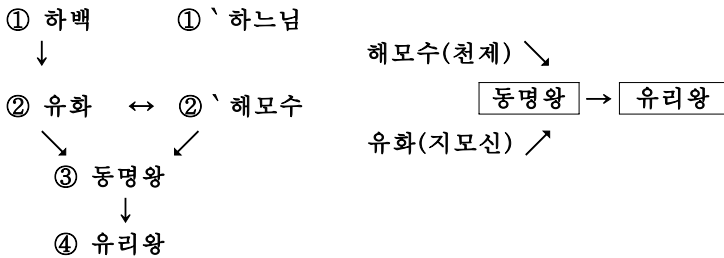 ① 하백 ①`하느님
↓
② 유화 ↔ ②`해모수
↘ ↙
③ 동명왕
↓
④ 유리왕
해모수(천제) ↘
동명왕 → 유리왕
유화(지모신) ↗